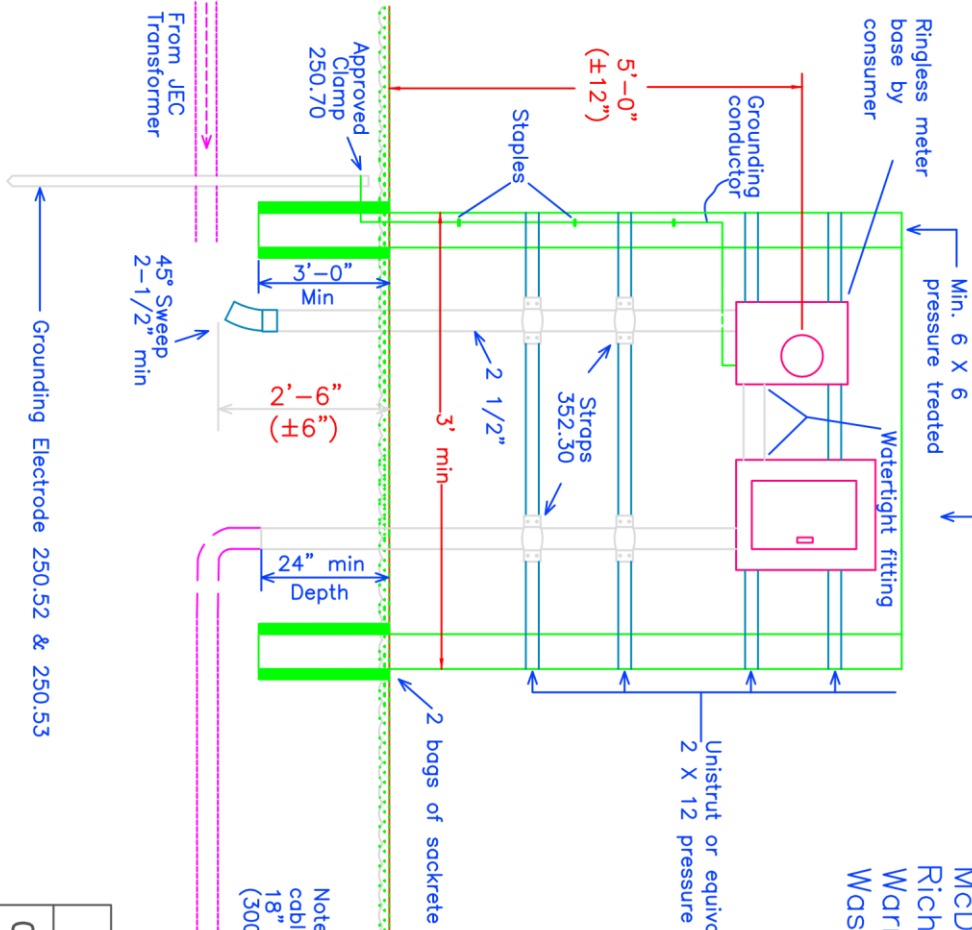 Ringless meter
base by
consumer
Min. 6 X 6
pressure treated
5'-0"
(±12")
Grounding
conductor
Staples
Approved
Clamp
250.70
From JEC
Transformer
Watertight fitting
Straps
352.30
2 1/2"
3' min
3'-0"
Min
45° Sweep
2-1/2" min
2'-6"
(±6")
24" min
Depth
Grounding Electrode 250.52 & 250.53
2 bags of sackrete
Unistrut or equiva
2 X 12 pressure
McD
Rich
Warr
Was
Note
cabl
18"
(300